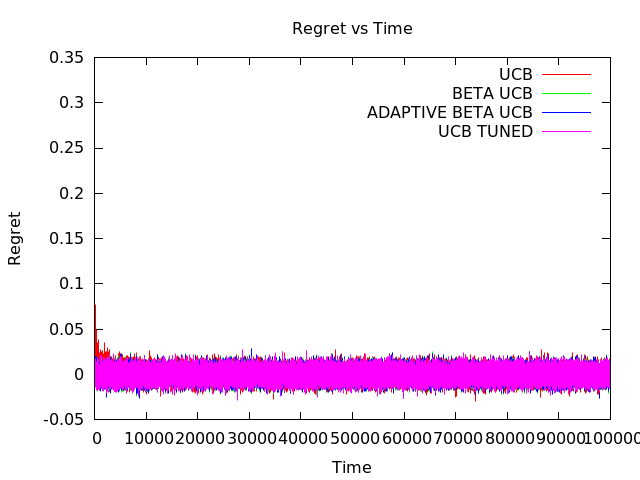 Regret vs Time
UCB
BETA UCB
ADAPTIVE BETA UCB
UCB TUNED
0.35
0.3
0.25
0.2
0.15
0.1
0.05
0
-0.05
Regret
0 10000 20000 30000 40000 50000 60000 70000 80000 90000 100000
Time